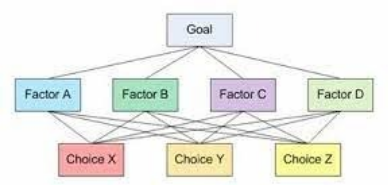 Goal
Factor A
Factor B
Factor C
Factor D
Choice X
Choice Y
Choice Z